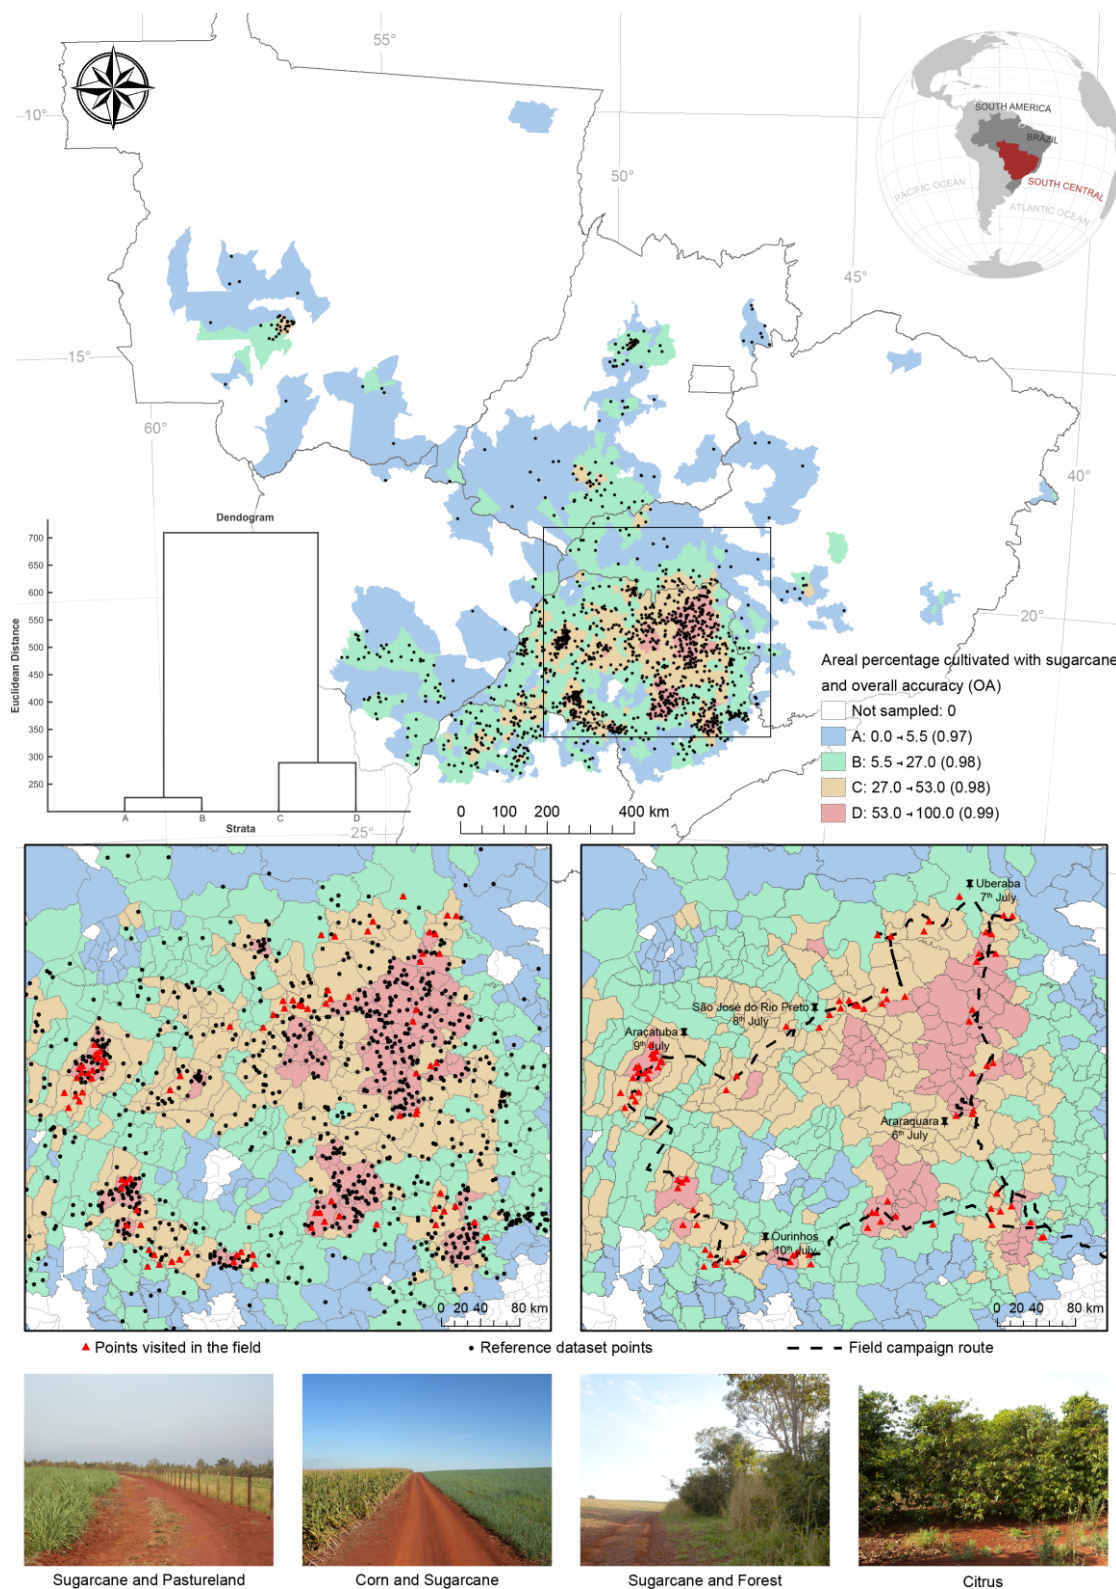 55°
10°
SOUTH AMERICA
BRAZIL
PACIFIC OCEAN
SOUTH CENTRAL
ATLANTIC OCEAN
50°
45°
15°
60°
40°
Dendogram
700
650
600
550
500
450
400
350
300
250
Euclidean Distance
A B C D
Strata
20°
25°
Areal percentage cultivated with sugarcane
and overall accuracy (OA)
Not sampled: 0
A: 0.0 ⊣ 5.5 (0.97)
B: 5.5 ⊣ 27.0 (0.98)
C: 27.0 ⊣ 53.0 (0.98)
D: 53.0 ⊣ 100.0 (0.99)
0 100 200 400 km
0 20 40 80 km
Uberaba
7th July
São José do Rio Preto
8th July
Araçatuba
9th July
Araraquara
6th July
Ourinhos
10th July
0 20 40 80 km
Points visited in the field
Reference dataset points
Field campaign route
Sugarcane and Pastureland
Corn and Sugarcane
Sugarcane and Forest
Citrus